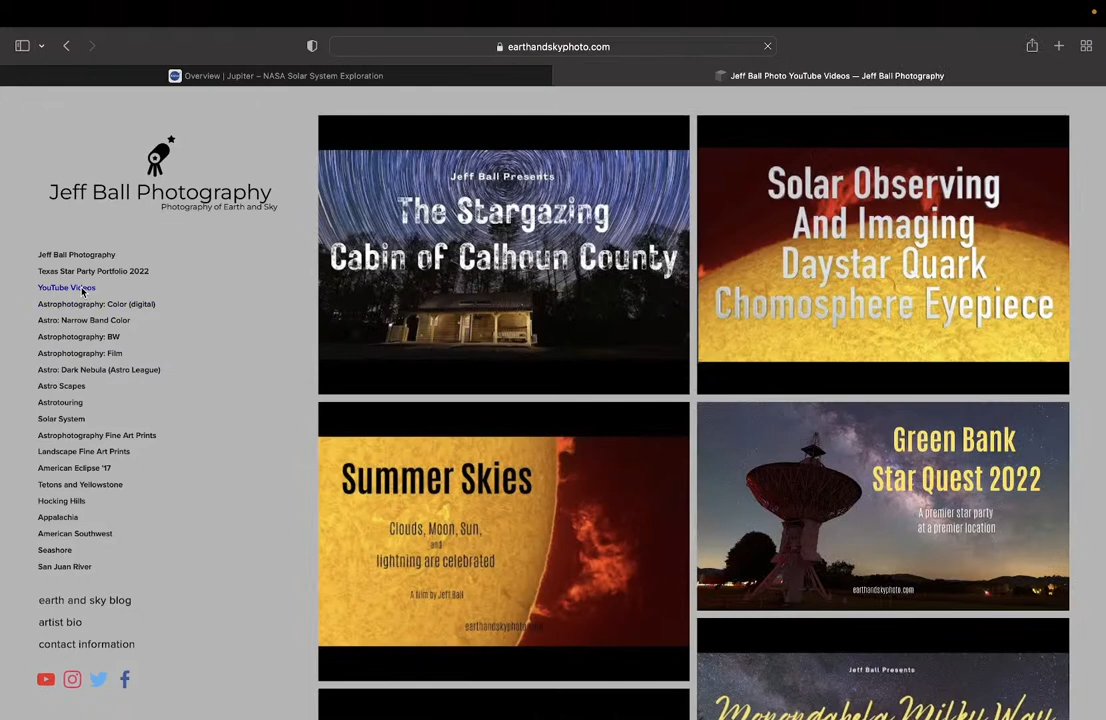 earthandskyphoto.com
Overview | Jupiter – NASA Solar System Exploration
Jeff Ball Photo YouTube Videos — Jeff Ball Photography
Jeff Ball Photography
Photography of Earth and Sky
Jeff Ball Photography
Texas Star Party Portfolio 2022
YouTube Videos
Astrophotography: Color (digital)
Astro: Narrow Band Color
Astrophotography: BW
Astrophotography: Film
Astro: Dark Nebula (Astro League)
Astro Scapes
Astrotouring
Solar System
Astrophotography Fine Art Prints
Landscape Fine Art Prints
American Eclipse '17
Tetons and Yellowstone
Hocking Hills
Appalachia
American Southwest
Seashore
San Juan River
earth and sky blog
artist bio
contact information
Jeff Ball Presents
The Stargazing
Cabin of Calhoun County
Solar Observing
And Imaging
Daystar Quark
Chomosphere Eyepiece
Summer Skies
Clouds, Moon, Sun,
and
lightning are celebrated
A film by Jeff Ball
earthandskyphoto
Green Bank
Star Quest 2022
A premier star party
at a premier location
earthandskyphoto.com
Jeff Ball Presents
Monongahela Milky Way